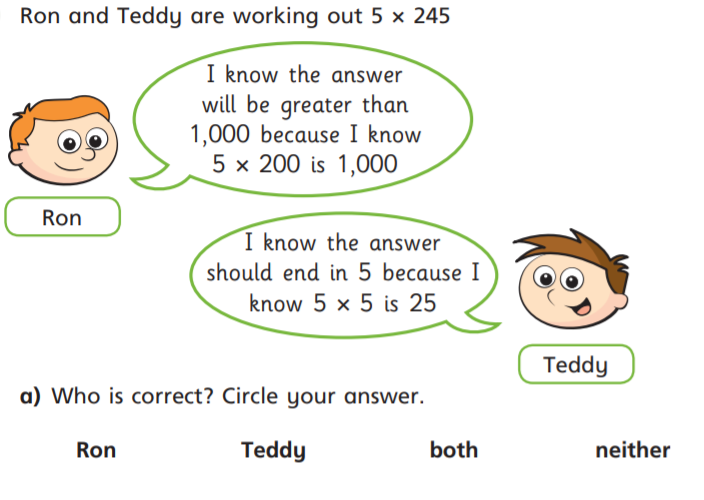 Ron and Teddy are working out 5 × 245
I know the answer
will be greater than
1,000 because I know
5 × 200 is 1,000
Ron
I know the answer
should end in 5 because I
know 5 × 5 is 25
Teddy
a) Who is correct? Circle your answer.
Ron Teddy both neither